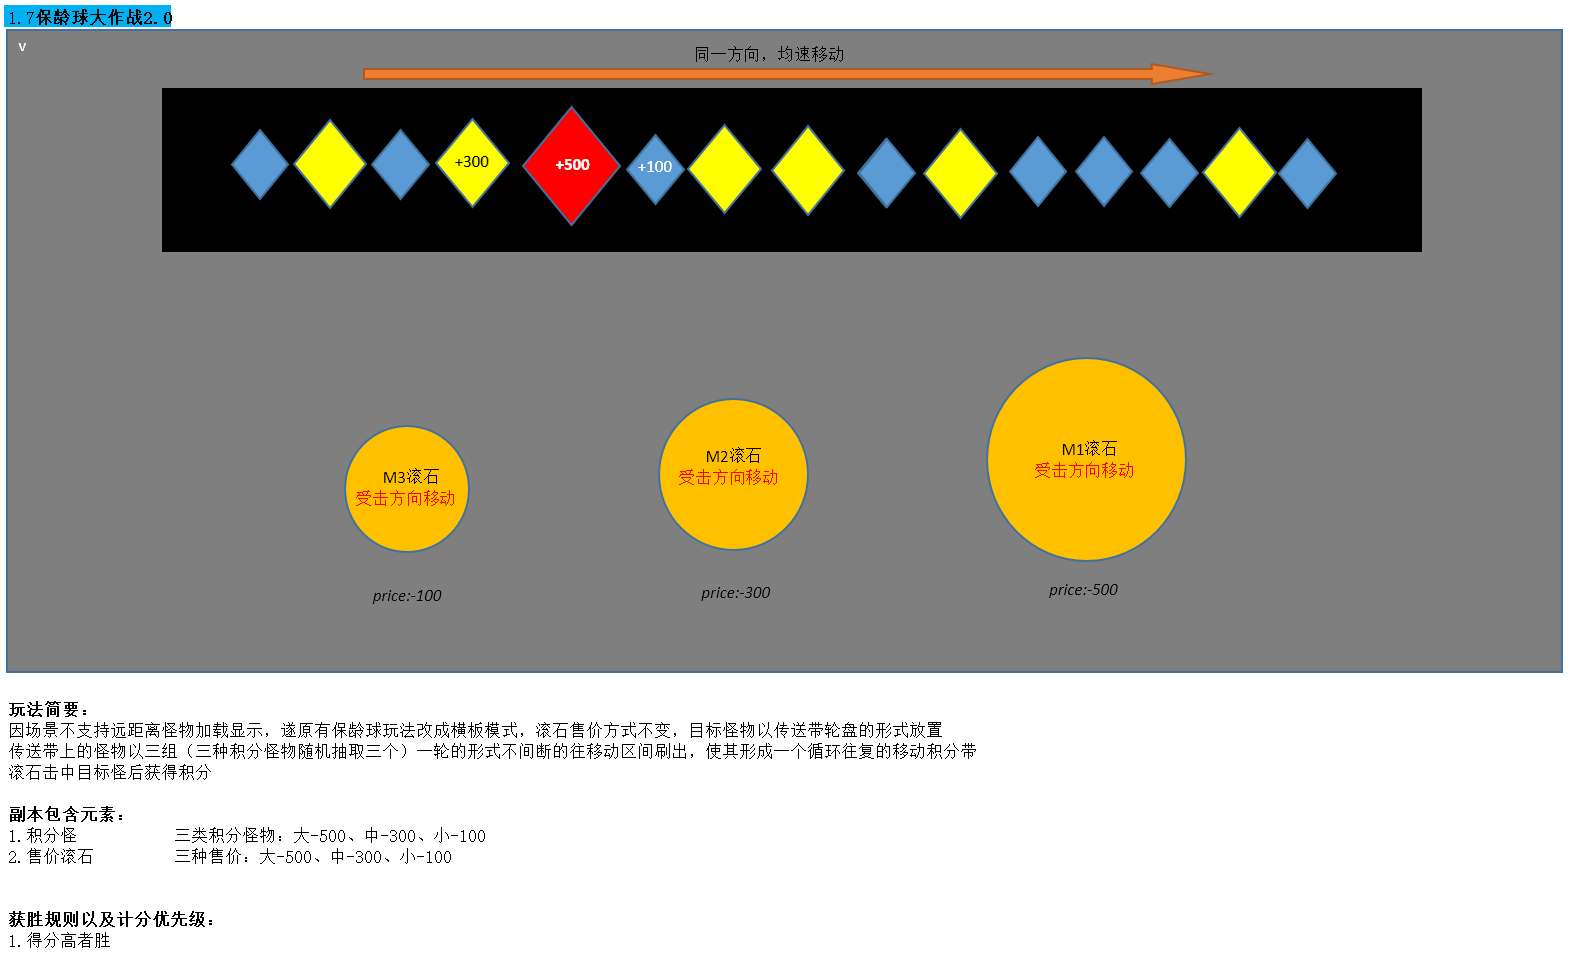 1.7保龄球大作战2.0
v
同一方向，均速移动
+300
+500
+100
M3滚石
受击方向移动
M2滚石
受击方向移动
M1滚石
受击方向移动
price:-100
price:-300
price:-500
玩法简要：
因场景不支持远距离怪物加载显示，遂原有保龄球玩法改成横板模式，滚石售价方式不变，目标怪物以传送带轮盘的形式放置
传送带上的怪物以三组（三种积分怪物随机抽取三个）一轮的形式不间断的往移动区间刷出，使其形成一个循环往复的移动积分带
滚石击中目标怪后获得积分
副本包含元素：
1.积分怪 三类积分怪物：大-500、中-300、小-100
2.售价滚石 三种售价：大-500、中-300、小-100
获胜规则以及计分优先级：
1.得分高者胜